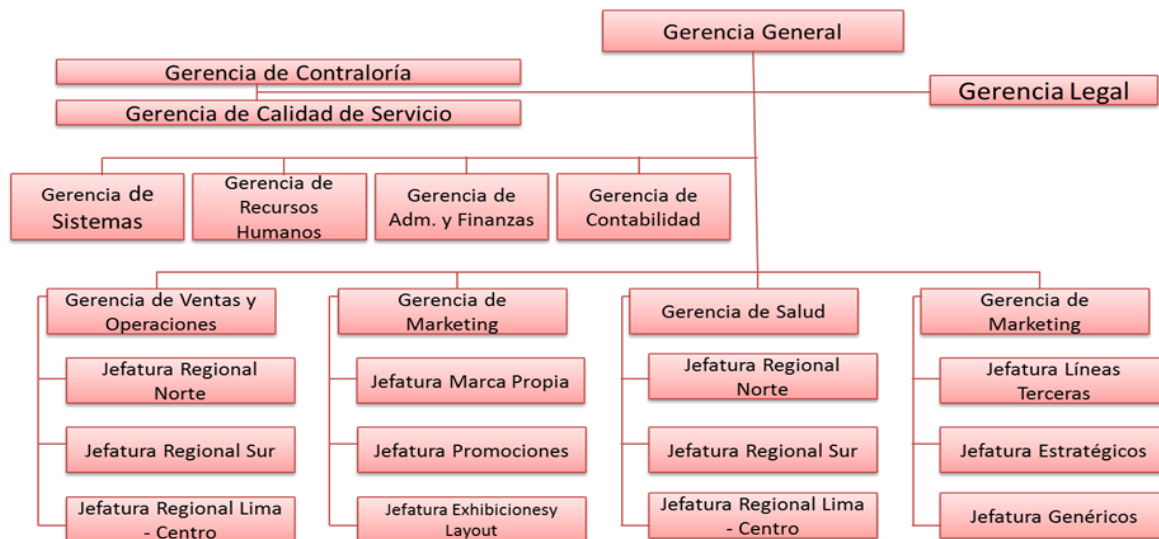 Gerencia General
Gerencia de Contraloría
Gerencia Legal
Gerencia de Calidad de Servicio
Gerencia de
Sistemas
Gerencia de
Recursos
Humanos
Gerencia de
Adm. y Finanzas
Gerencia de
Contabilidad
Gerencia de Ventas y
Operaciones
Jefatura Regional
Norte
Jefatura Regional Sur
Jefatura Regional Lima
- Centro
Gerencia de
Marketing
Jefatura Marca Propia
Jefatura Promociones
Jefatura Exhibicionesy
Layout
Gerencia de Salud
Jefatura Regional
Norte
Jefatura Regional Sur
Jefatura Regional Lima
- Centro
Gerencia de
Marketing
Jefatura Líneas
Terceras
Jefatura Estratégicos
Jefatura Genéricos